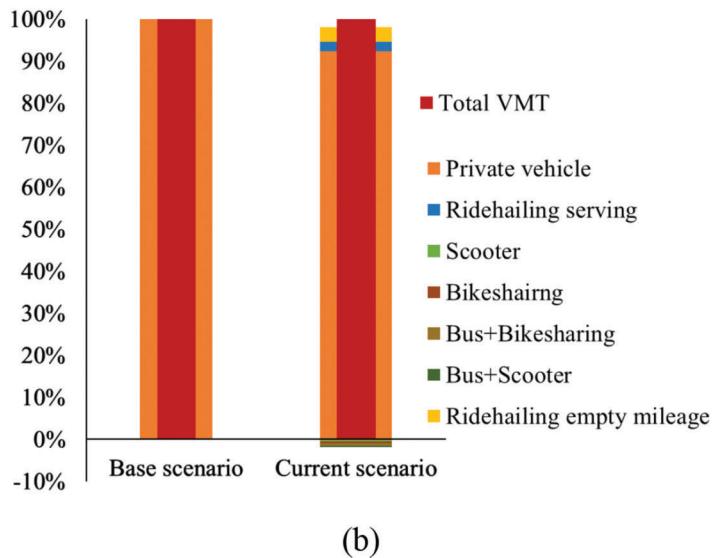 100%
90%
80%
70%
60%
50%
40%
30%
20%
10%
0%
-10%
Base scenario
Current scenario
Total VMT
Private vehicle
Ridehailing serving
Scooter
Bikeshairng
Bus+Bikesharing
Bus+Scooter
Ridehailing empty mileage
(b)